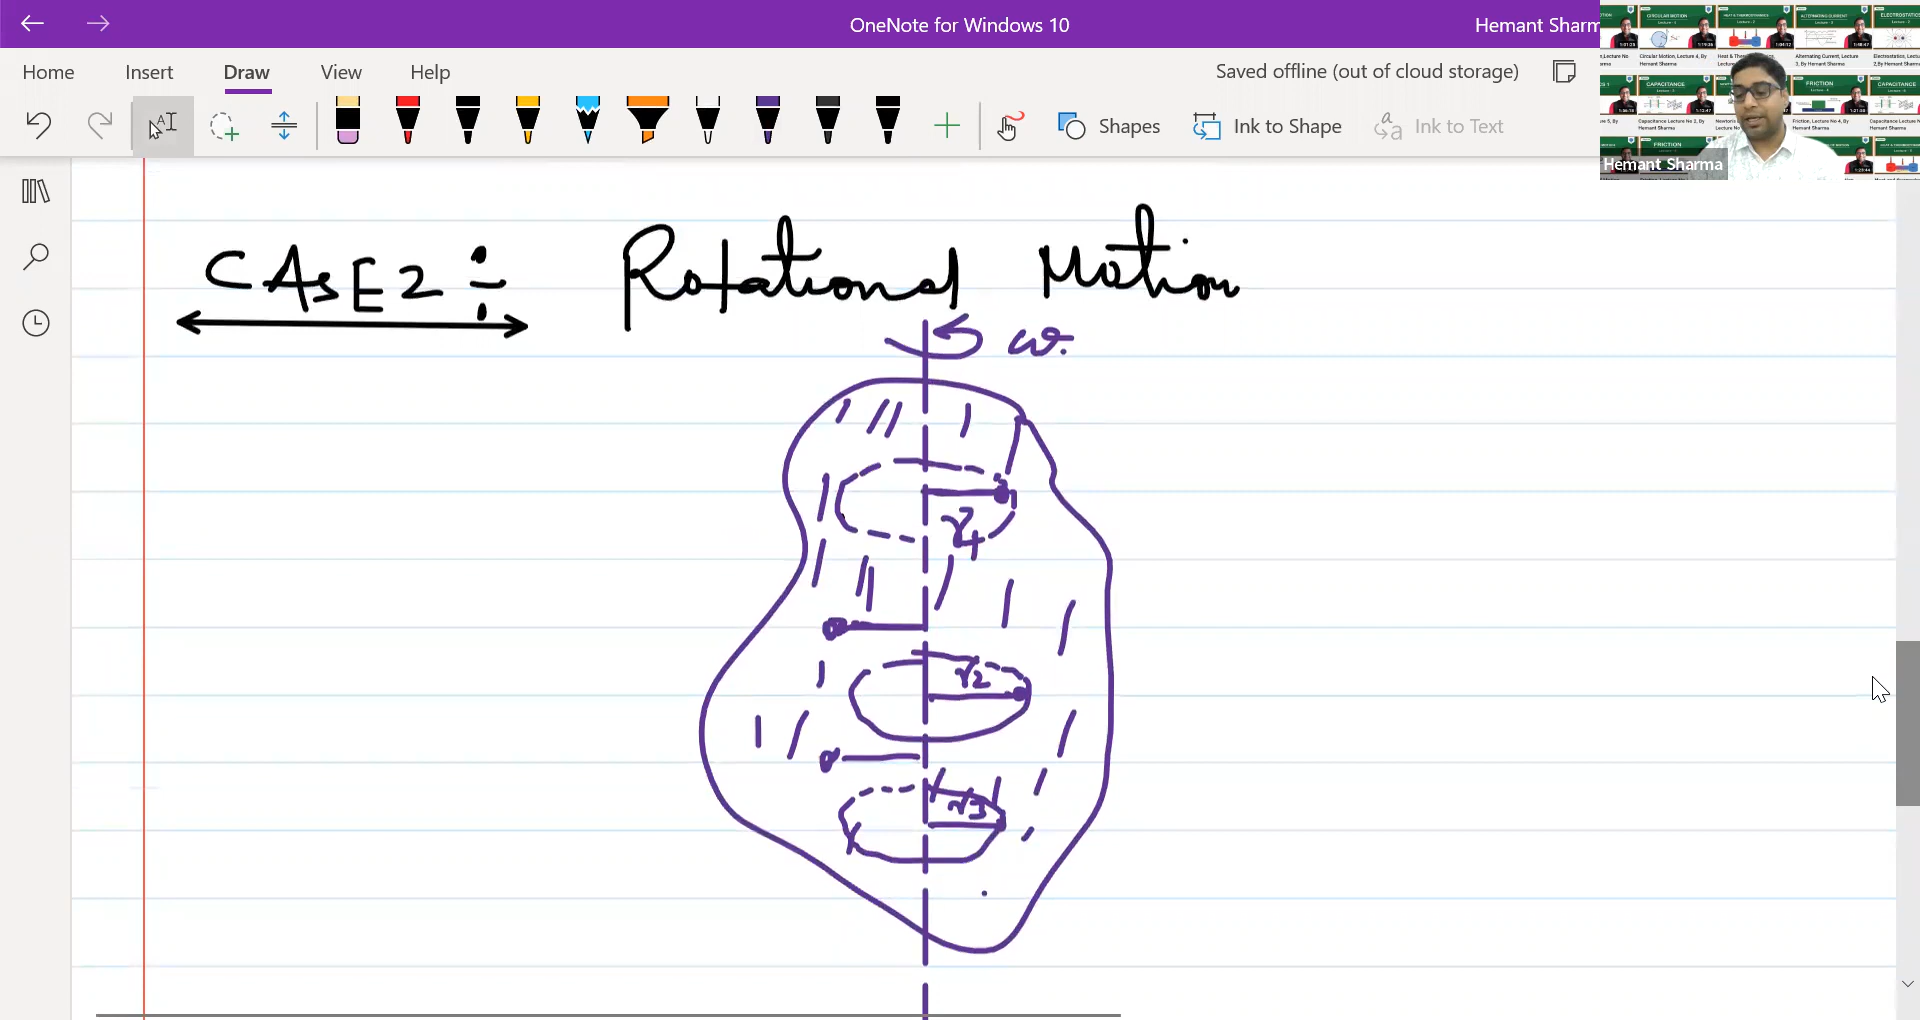 OneNote for Windows 10
Hemant Sharm
Home Insert Draw View Help
Saved offline (out of cloud storage)
Shapes
Ink to Shape
Ink to Text
Hemant Sharma
CASE 2 ÷ Rotational Motion
ω.
r1
r2
r3